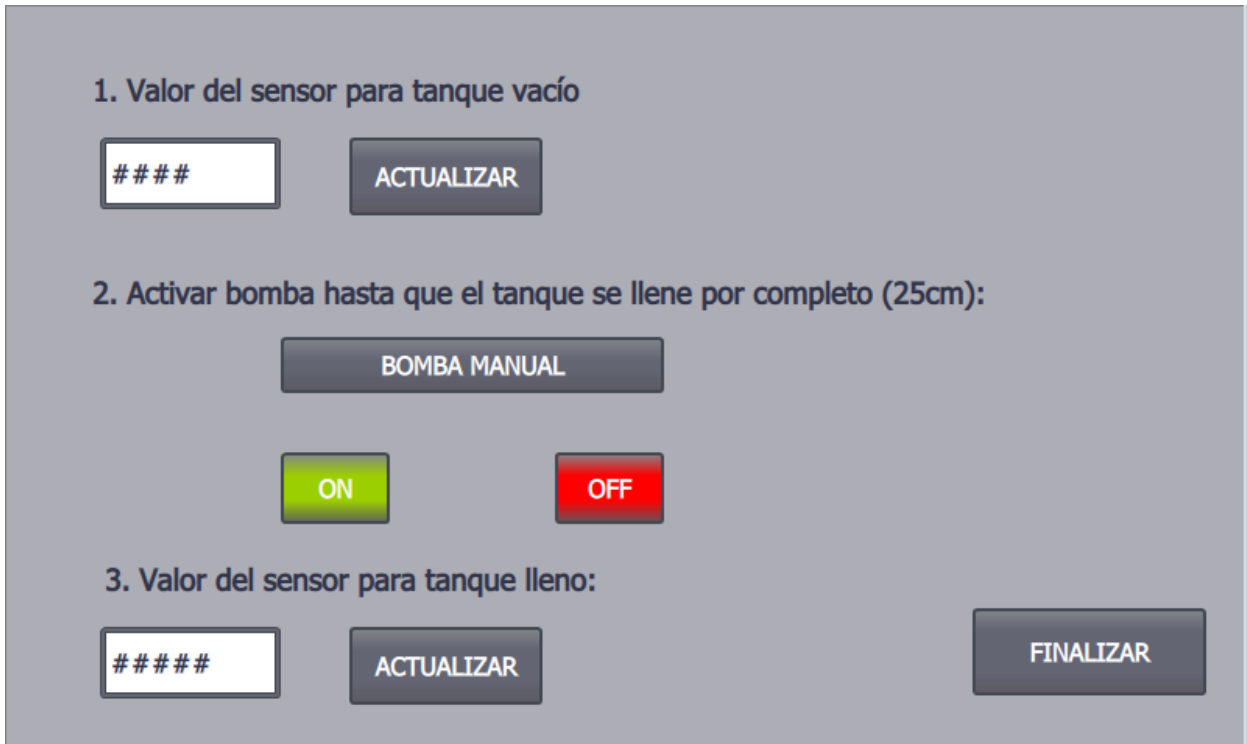 1. Valor del sensor para tanque vacío
####
ACTUALIZAR
2. Activar bomba hasta que el tanque se llene por completo (25cm):
BOMBA MANUAL
ON
OFF
3. Valor del sensor para tanque lleno:
#####
ACTUALIZAR
FINALIZAR